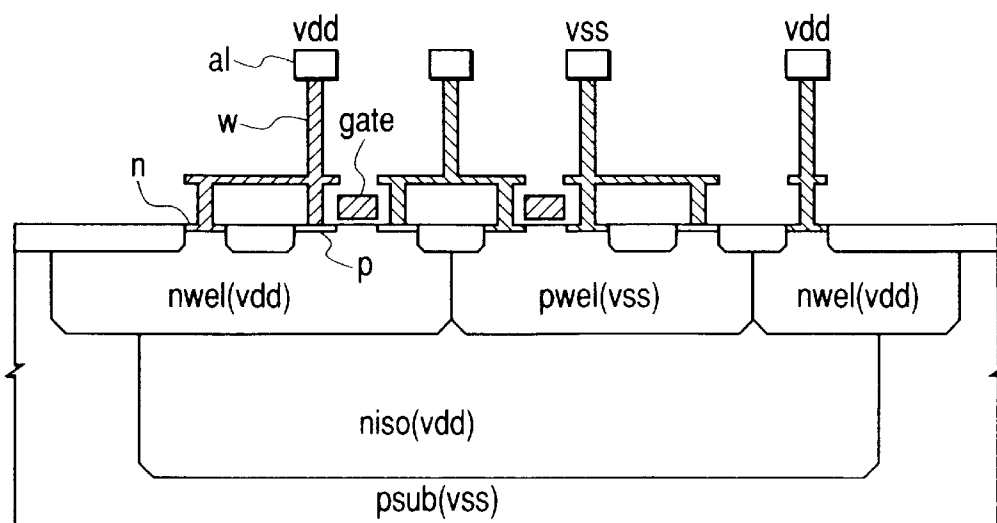 vdd
vss
vdd
al
w
gate
n
p
nwel(vdd)
pwel(vss)
nwel(vdd)
niso(vdd)
psub(vss)